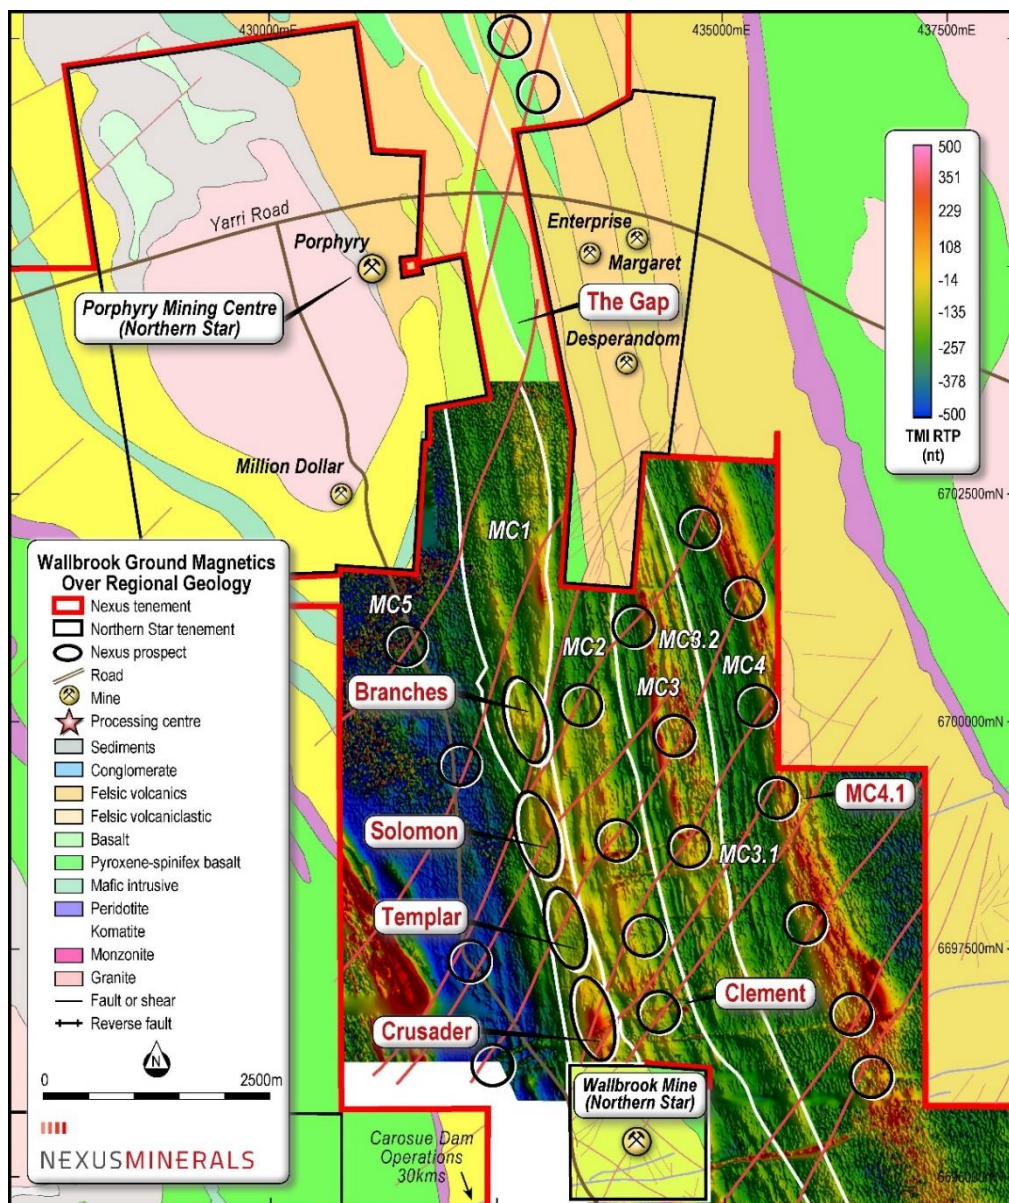 430000mE
435000mE
437500mE
500
351
229
108
-14
-135
-257
-378
-500
TMI RTP
(nt)
Yarri Road
Porphyry
Porphyry Mining Centre
(Northern Star)
Enterprise
Margaret
The Gap
Desperandom
Million Dollar
6702500mN
MC1
MC5
MC2
MC3.2
MC3
MC4
Branches
6700000mN
MC4.1
Solomon
MC3.1
Templar
6697500mN
Clement
Crusader
Wallbrook Mine
(Northern Star)
Carosue Dam
Operations
30kms
Wallbrook Ground Magnetics
Over Regional Geology
Nexus tenement
Northern Star tenement
Nexus prospect
Road
Mine
Processing centre
Sediments
Conglomerate
Felsic volcanics
Felsic volcaniclastic
Basalt
Pyroxene-spinifex basalt
Mafic intrusive
Peridotite
Komatite
Monzonite
Granite
Fault or shear
Reverse fault
N
0
2500m
NEXUSMINERALS